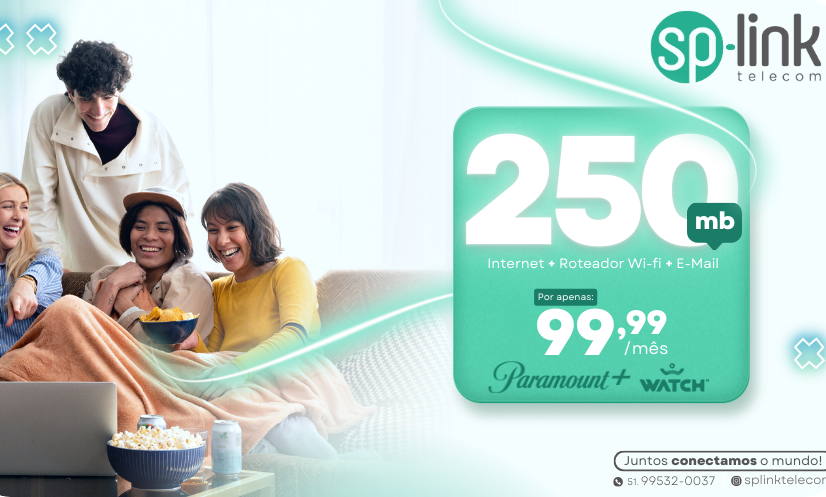 sp-link
telecom
250
mb
Internet + Roteador Wi-fi + E-Mail
Por apenas:
99,99
/mês
Paramount+ WATCH
Juntos conectamos o mundo!
51. 99532-0037 splinktelecom